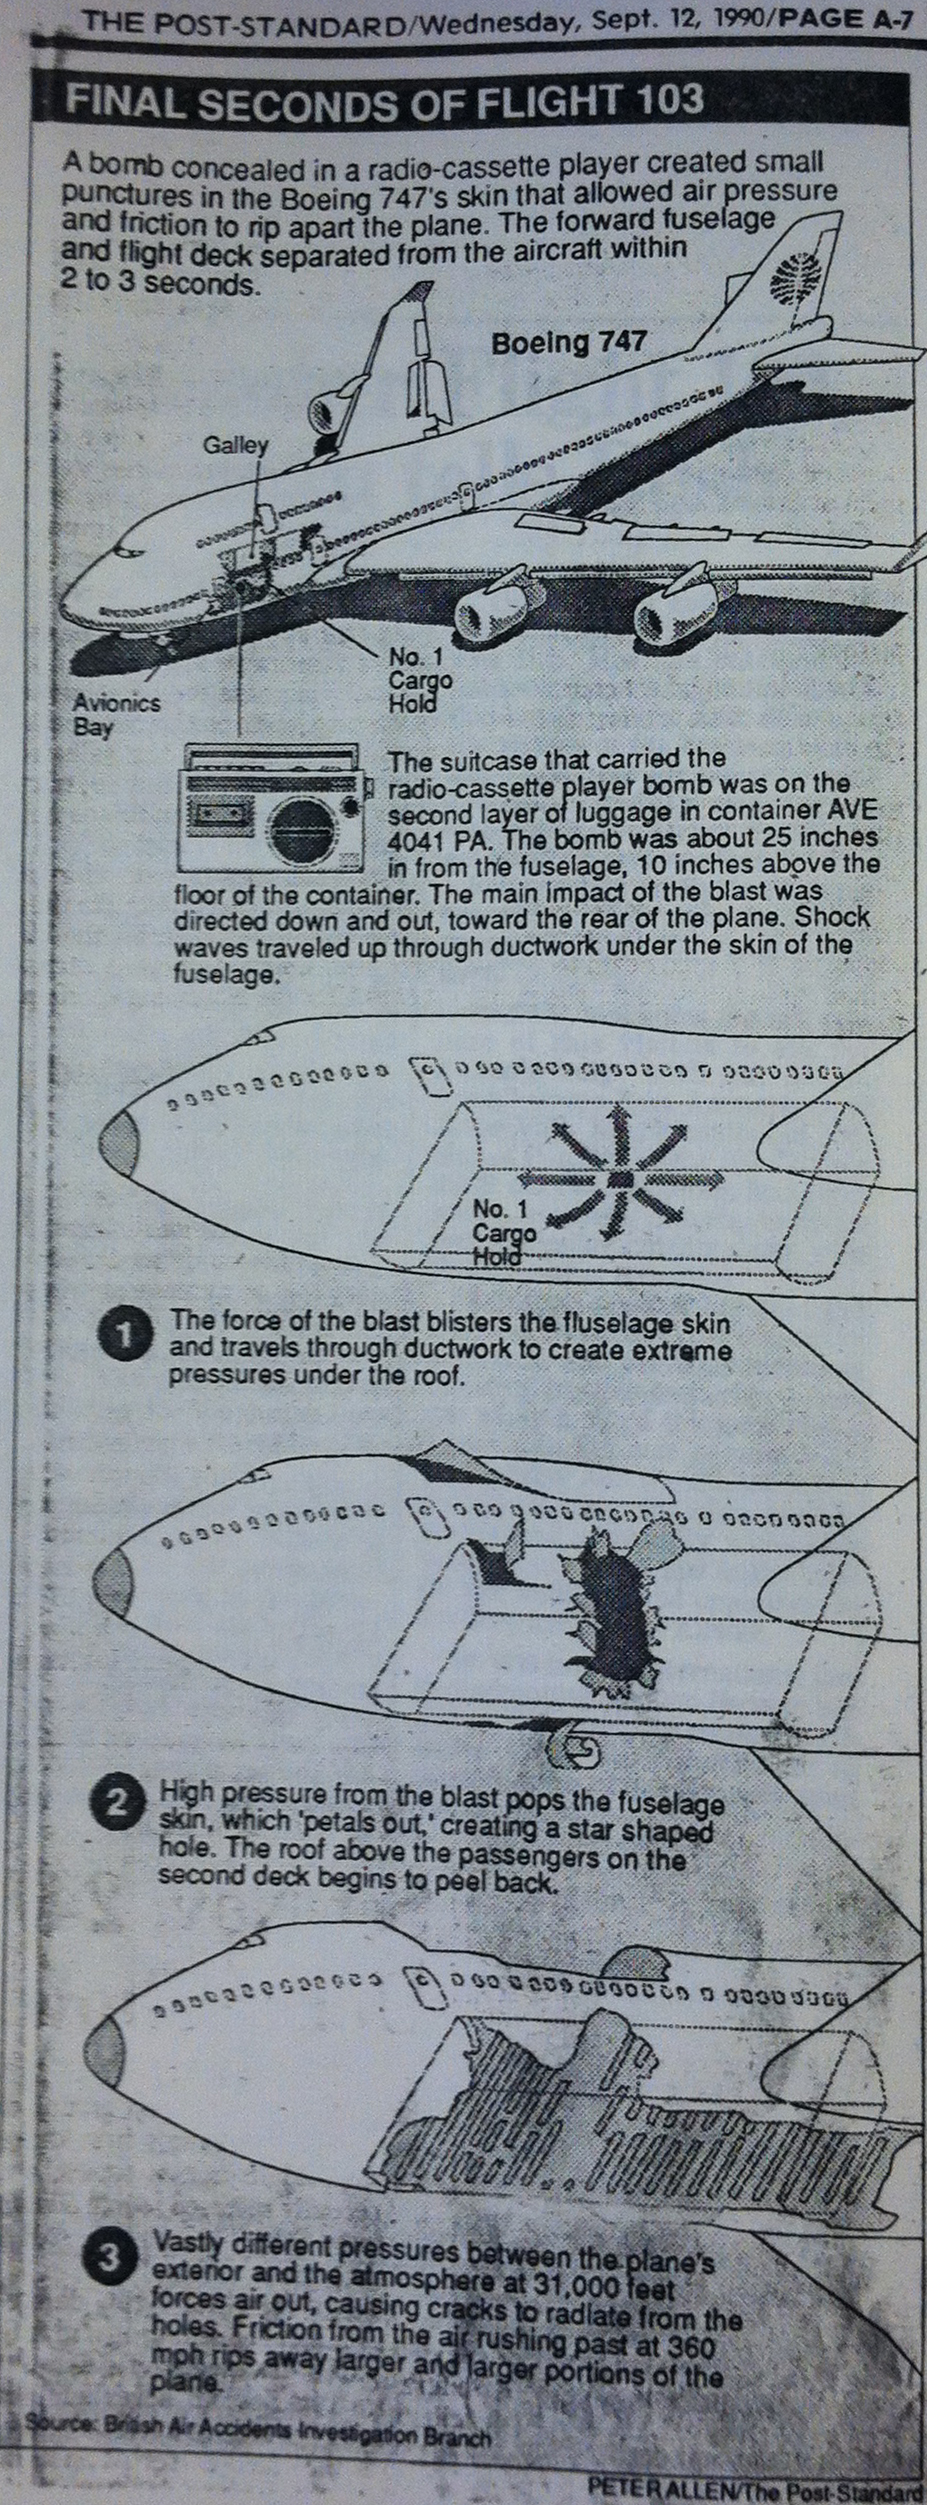 THE POST-STANDARD/Wednesday, Sept. 12, 1990/PAGE A-7
FINAL SECONDS OF FLIGHT 103
A bomb concealed in a radio-cassette player created small
punctures in the Boeing 747's skin that allowed air pressure
and friction to rip apart the plane. The forward fuselage
and flight deck separated from the aircraft within
2 to 3 seconds.
Boeing 747
Galley
No. 1
Cargo
Hold
Avionics
Bay
The suitcase that carried the
radio-cassette player bomb was on the
second layer of luggage in container AVE
4041 PA. The bomb was about 25 inches
in from the fuselage, 10 inches above the
floor of the container. The main impact of the blast was
directed down and out, toward the rear of the plane. Shock
waves traveled up through ductwork under the skin of the
fuselage.
No. 1
Cargo
Hold
1 The force of the blast blisters the fluselage skin
and travels through ductwork to create extreme
pressures under the roof.
2 High pressure from the blast pops the fuselage
skin, which 'petals out,' creating a star shaped
hole. The roof above the passengers on the
second deck begins to peel back.
3 Vastly different pressures between the plane's
exterior and the atmosphere at 31,000 feet
forces air out, causing cracks to radiate from the
holes. Friction from the air rushing past at 360
mph rips away larger and larger portions of the
plane.
Source: British Air Accidents Investigation Branch
PETER ALLEN/The Post-Standard